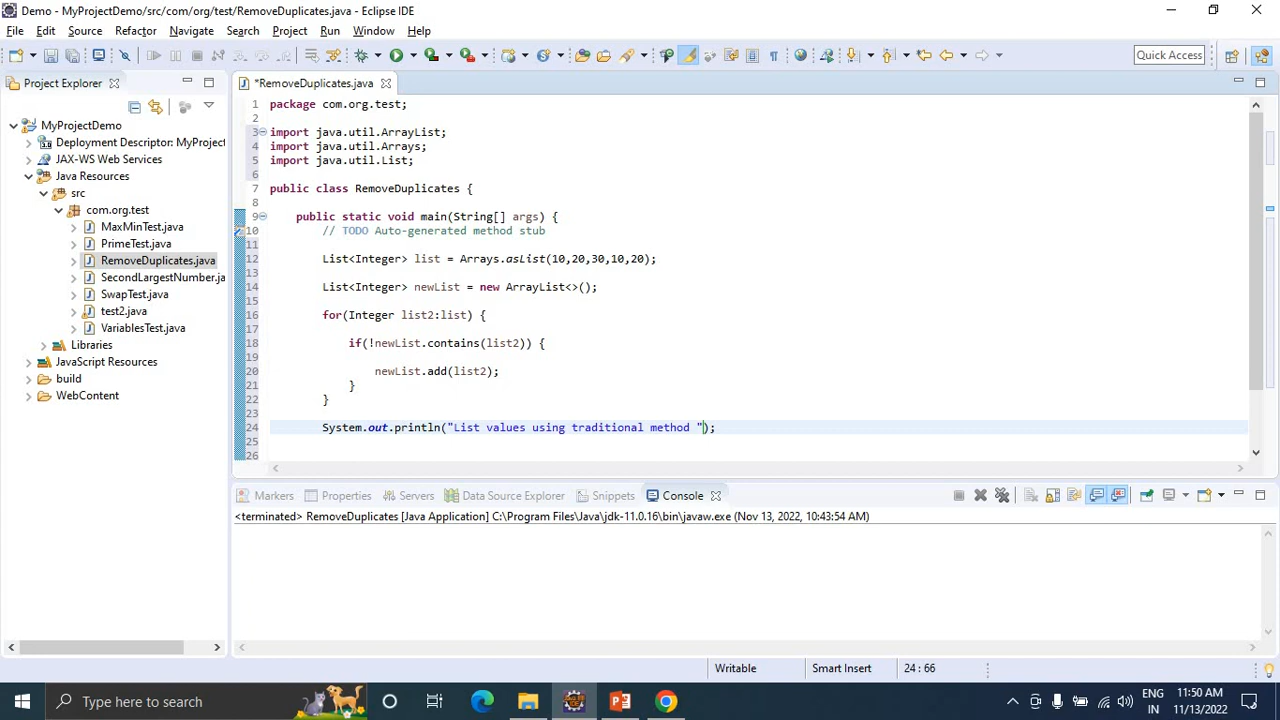 Demo - MyProjectDemo/src/com/org/test/RemoveDuplicates.java - Eclipse IDE
File Edit Source Refactor Navigate Search Project Run Window Help
Quick Access
Project Explorer
MyProjectDemo
Deployment Descriptor: MyProject
JAX-WS Web Services
Java Resources
src
com.org.test
MaxMinTest.java
PrimeTest.java
RemoveDuplicates.java
SecondLargestNumber.ja
SwapTest.java
test2.java
VariablesTest.java
Libraries
JavaScript Resources
build
WebContent
*RemoveDuplicates.java
1 package com.org.test;
2
3 import java.util.ArrayList;
4 import java.util.Arrays;
5 import java.util.List;
6
7 public class RemoveDuplicates {
8
9 public static void main(String[] args) {
10 // TODO Auto-generated method stub
11
12 List<Integer> list = Arrays.asList(10,20,30,10,20);
13
14 List<Integer> newList = new ArrayList<>();
15
16 for(Integer list2:list) {
17
18 if(!newList.contains(list2)) {
19
20 newList.add(list2);
21 }
22 }
23
24 System.out.println("List values using traditional method ");
25
26
Markers Properties Servers Data Source Explorer Snippets Console
<terminated> RemoveDuplicates [Java Application] C:\Program Files\Java\jdk-11.0.16\bin\javaw.exe (Nov 13, 2022, 10:43:54 AM)
Writable Smart Insert 24 : 66
Type here to search
ENG
IN
11:50 AM
11/13/2022